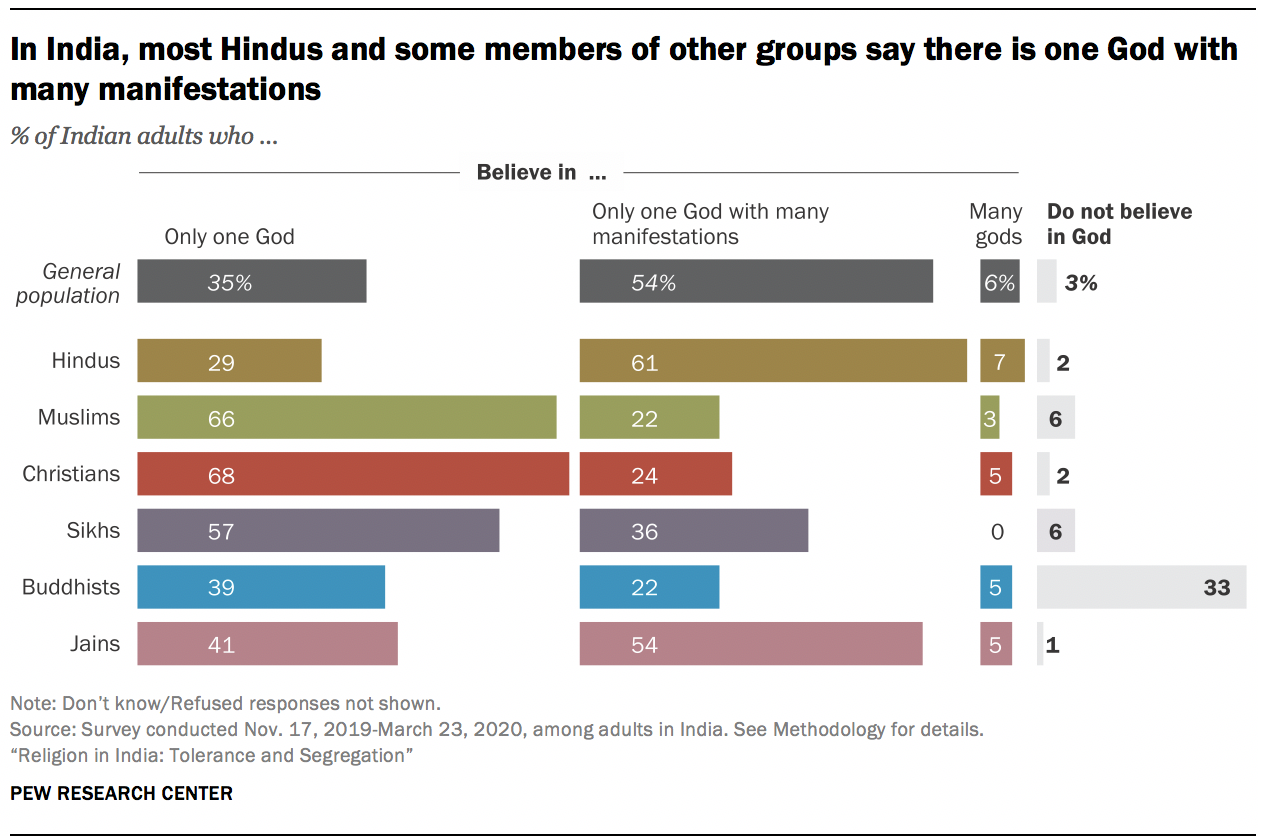 In India, most Hindus and some members of other groups say there is one God with
many manifestations
% of Indian adults who ...
Believe in ...
Only one God
Only one God with many
manifestations
Many
gods
Do not believe
in God
General
population
35%
54%
6%
3%
Hindus
29
61
7
2
Muslims
66
22
3
6
Christians
68
24
5
2
Sikhs
57
36
0
6
Buddhists
39
22
5
33
Jains
41
54
5
1
Note: Don’t know/Refused responses not shown.
Source: Survey conducted Nov. 17, 2019-March 23, 2020, among adults in India. See Methodology for details.
“Religion in India: Tolerance and Segregation”
PEW RESEARCH CENTER